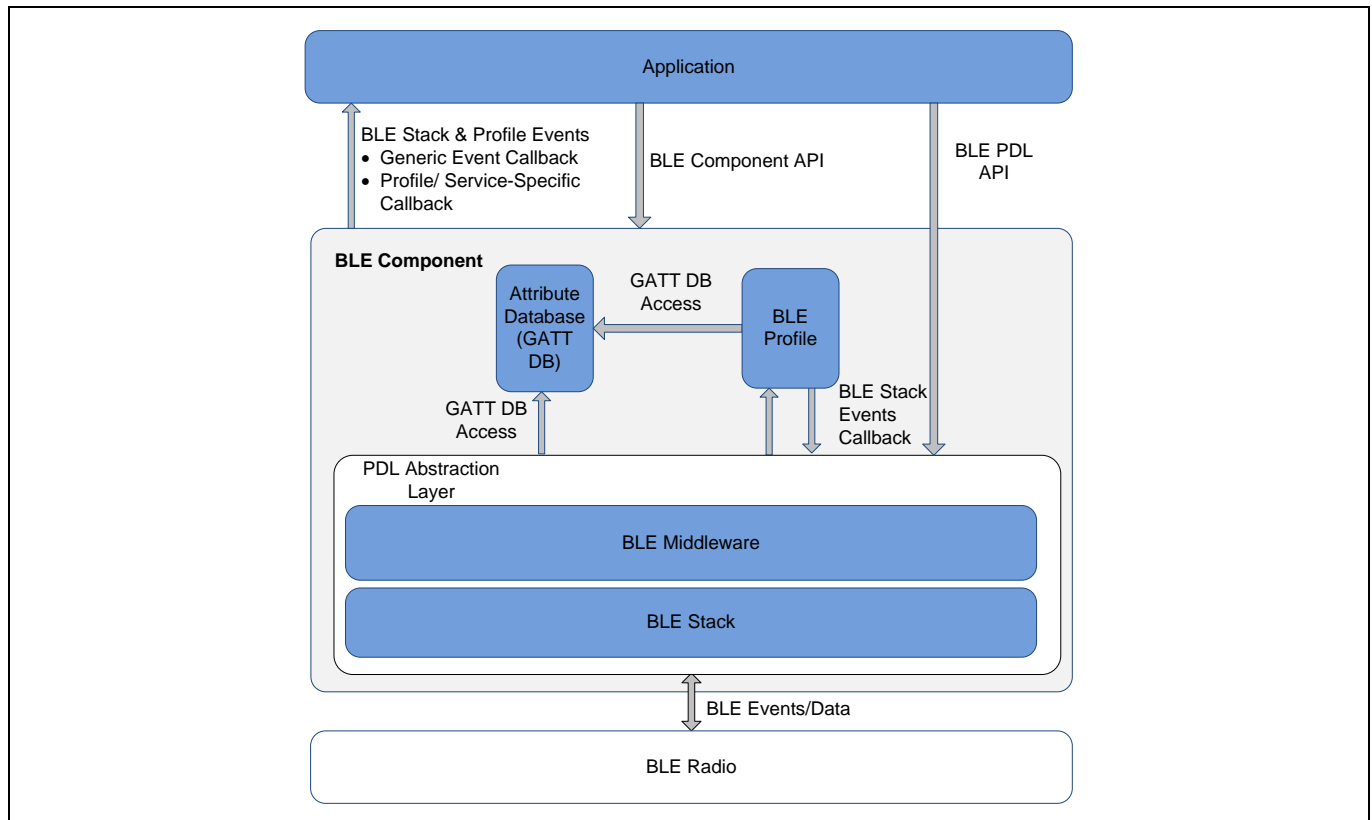 Application
BLE Stack & Profile Events
• Generic Event Callback
• Profile/ Service-Specific
Callback
BLE Component API
BLE PDL
API
BLE Component
Attribute
Database
(GATT
DB)
GATT DB
Access
BLE
Profile
GATT DB
Access
BLE Stack
Events
Callback
PDL Abstraction
Layer
BLE Middleware
BLE Stack
BLE Events/Data
BLE Radio